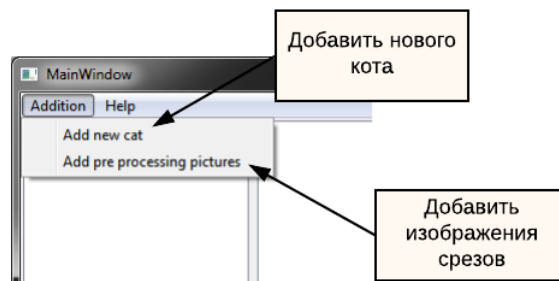 Добавить нового
кота
MainWindow
Addition Help
Add new cat
Add pre processing pictures
Добавить
изображения
срезов